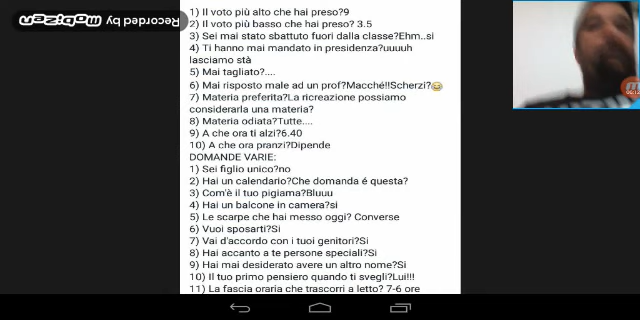 Recorded by
mobizen
1) Il voto più alto che hai preso?9
2) Il voto più basso che hai preso? 3.5
3) Sei mai stato sbattuto fuori dalla classe?Ehm..si
4) Ti hanno mai mandato in presidenza?uuuuh
lasciamo stà
5) Mai tagliato?....
6) Mai risposto male ad un prof?Macché!!Scherzi?😄
7) Materia preferita?La ricreazione possiamo
considerarla una materia?
8) Materia odiata?Tutte....
9) A che ora ti alzi?6.40
10) A che ora pranzi?Dipende
DOMANDE VARIE:
1) Sei figlio unico?no
2) Hai un calendario?Che domanda é questa?
3) Com'è il tuo pigiama?Bluuu
4) Hai un balcone in camera?si
5) Le scarpe che hai messo oggi? Converse
6) Vuoi sposarti?Si
7) Vai d'accordo con i tuoi genitori?Si
8) Hai accanto a te persone speciali?Si
9) Hai mai desiderato avere un altro nome?Si
10) Il tuo primo pensiero quando ti svegli?Lui!!!
11) La fascia oraria che trascorri a letto? 7-6 ore